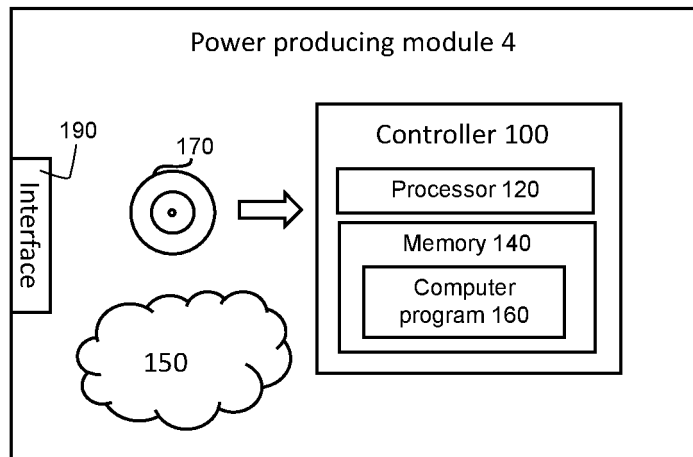 Power producing module 4
190
170
Interface
Controller 100
Processor 120
Memory 140
Computer
program 160
150